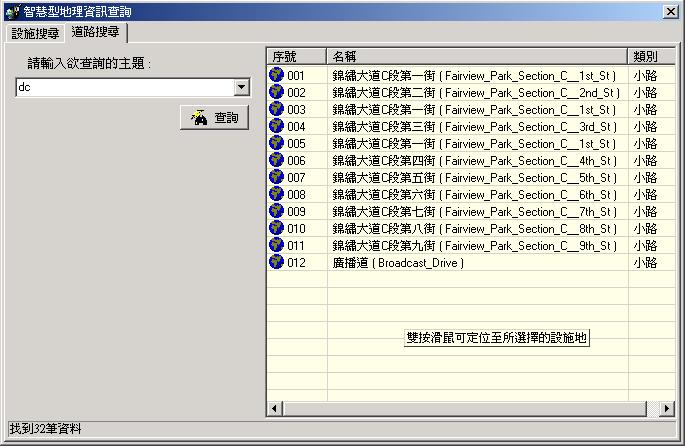 智慧型地理資訊查詢
設施搜尋 道路搜尋
請輸入欲查詢的主題 :
dc
查詢
序號 名稱 類別
001 錦繡大道C段第一街 ( Fairview_Park_Section_C__1st_St ) 小路
002 錦繡大道C段第二街 ( Fairview_Park_Section_C__2nd_St ) 小路
003 錦繡大道C段第一街 ( Fairview_Park_Section_C__1st_St ) 小路
004 錦繡大道C段第三街 ( Fairview_Park_Section_C__3rd_St ) 小路
005 錦繡大道C段第一街 ( Fairview_Park_Section_C__1st_St ) 小路
006 錦繡大道C段第四街 ( Fairview_Park_Section_C__4th_St ) 小路
007 錦繡大道C段第五街 ( Fairview_Park_Section_C__5th_St ) 小路
008 錦繡大道C段第六街 ( Fairview_Park_Section_C__6th_St ) 小路
009 錦繡大道C段第七街 ( Fairview_Park_Section_C__7th_St ) 小路
010 錦繡大道C段第八街 ( Fairview_Park_Section_C__8th_St ) 小路
011 錦繡大道C段第九街 ( Fairview_Park_Section_C__9th_St ) 小路
012 廣播道 ( Broadcast_Drive ) 小路
雙按滑鼠可定位至所選擇的設施地
找到32筆資料